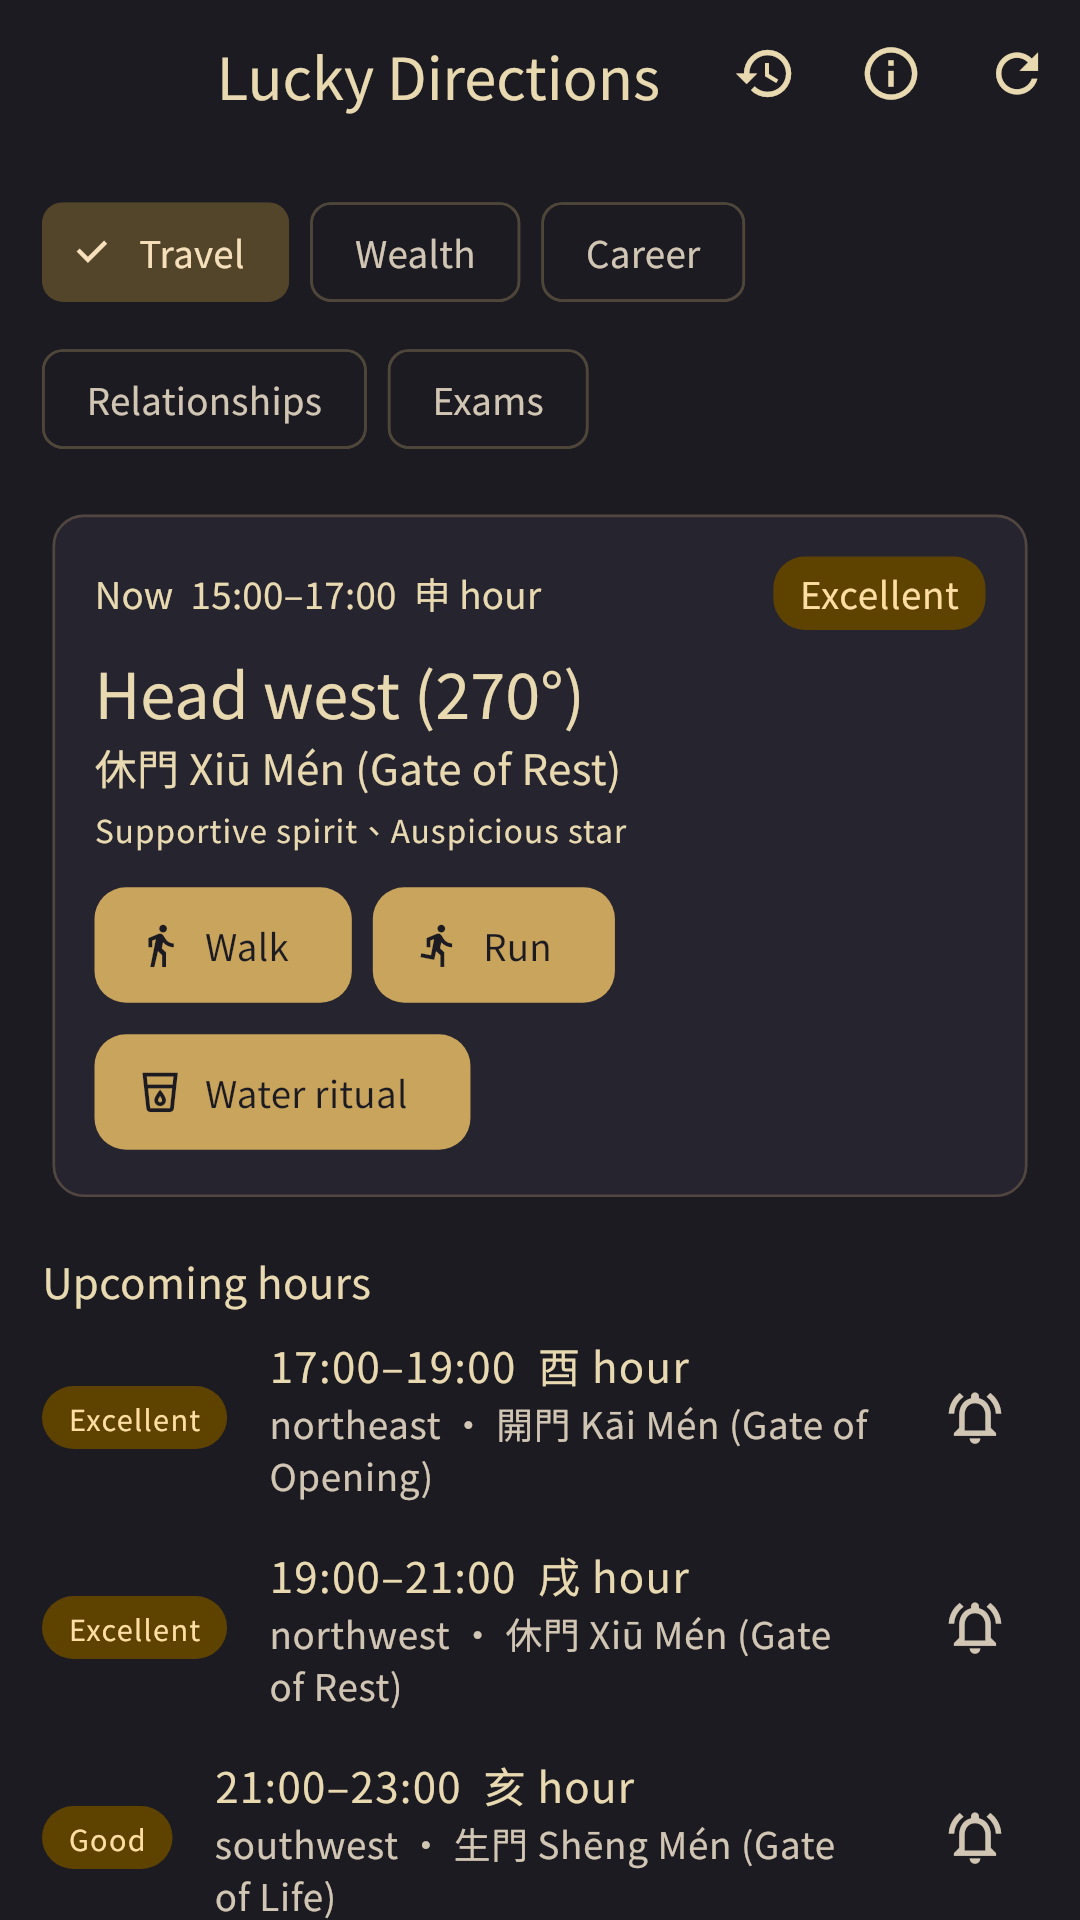 Lucky Directions
Travel
Wealth
Career
Relationships
Exams
Now 15:00–17:00 申 hour
Excellent
Head west (270°)
休門 Xiū Mén (Gate of Rest)
Supportive spirit、Auspicious star
Walk
Run
Water ritual
Upcoming hours
17:00–19:00 酉 hour
Excellent
northeast ・ 開門 Kāi Mén (Gate of
Opening)
19:00–21:00 戌 hour
Excellent
northwest ・ 休門 Xiū Mén (Gate
of Rest)
21:00–23:00 亥 hour
Good
southwest ・ 生門 Shēng Mén (Gate
of Life)